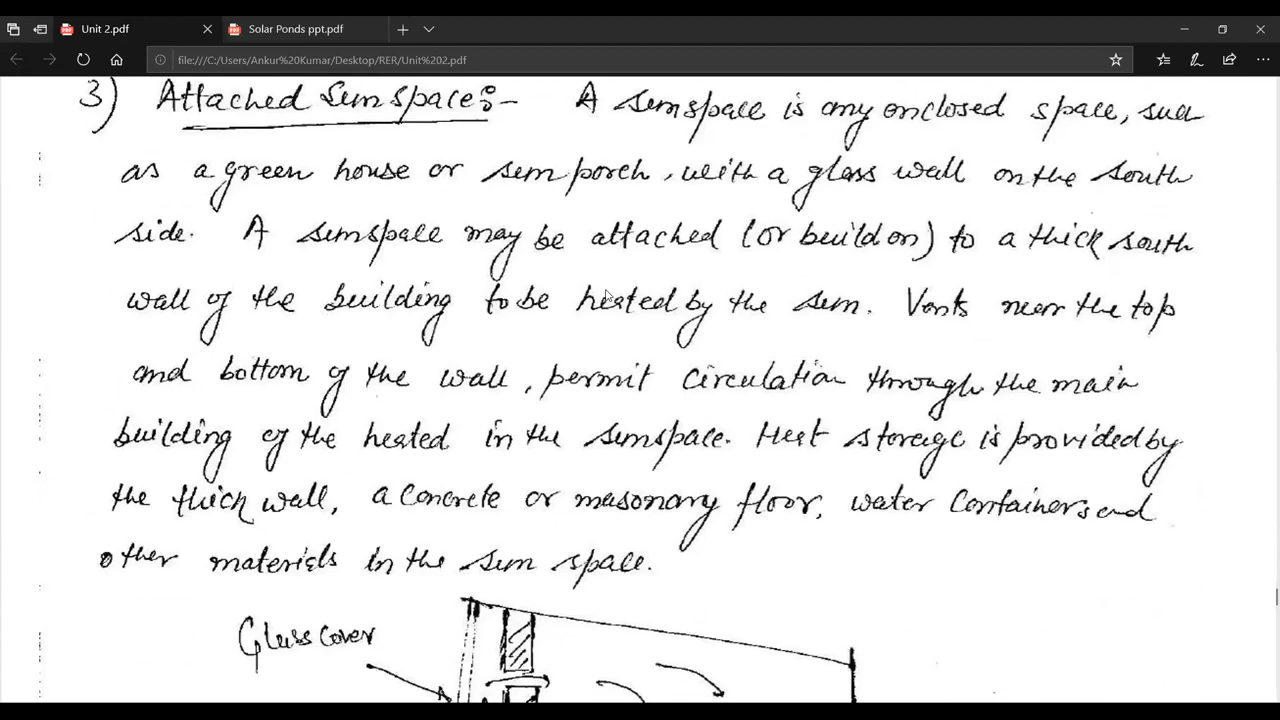 Unit 2.pdf
Solar Ponds ppt.pdf
file:///C:/Users/Ankur%20Kumar/Desktop/RER/Unit%202.pdf
3) Attached Sunspace:-  A sunspace is any enclosed space, such
as a green house or sun porch, with a glass wall on the south
side. A sunspace may be attached (or build on) to a thick south
wall of the building to be heated by the sun. Vents near the top
and bottom of the wall, permit circulation through the main
building of the heated in the sunspace. Heat storage is provided by
the thick wall, a concrete or masonary floor, water containers and
other materials in the sun space.
Glass cover